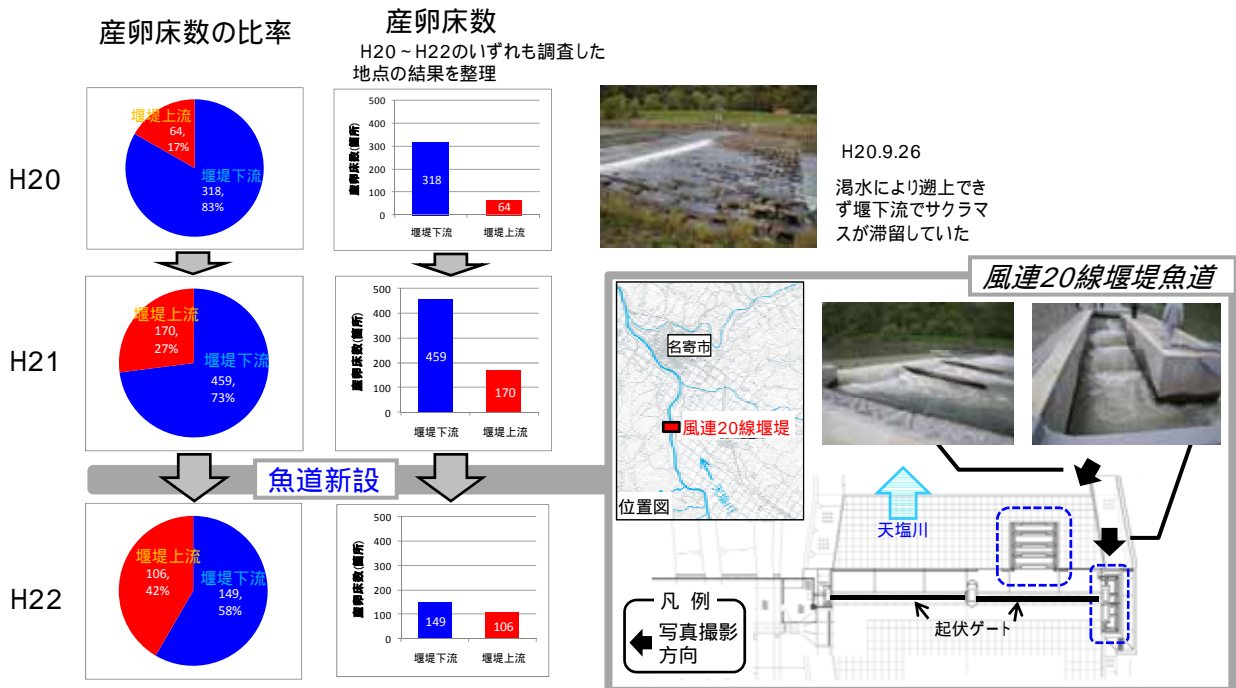 産卵床数の比率
産卵床数
H20～H22のいずれも調査した
地点の結果を整理
H20
堰堤上流
64,
17%
堰堤下流
318,
83%
産卵床数(箇所)
500
400
300
200
100
0
318
64
堰堤下流
堰堤上流
H20.9.26
渇水により遡上でき
ず堰下流でサクラマ
スが滞留していた
H21
堰堤上流
170,
27%
堰堤下流
459,
73%
産卵床数(箇所)
500
400
300
200
100
0
459
170
堰堤下流
堰堤上流
魚道新設
H22
堰堤上流
106,
42%
堰堤下流
149,
58%
産卵床数(箇所)
500
400
300
200
100
0
149
106
堰堤下流
堰堤上流
風連20線堰堤魚道
名寄市
風連20線堰堤
天塩川
位置図
天塩川
起伏ゲート
凡 例
写真撮影
方向